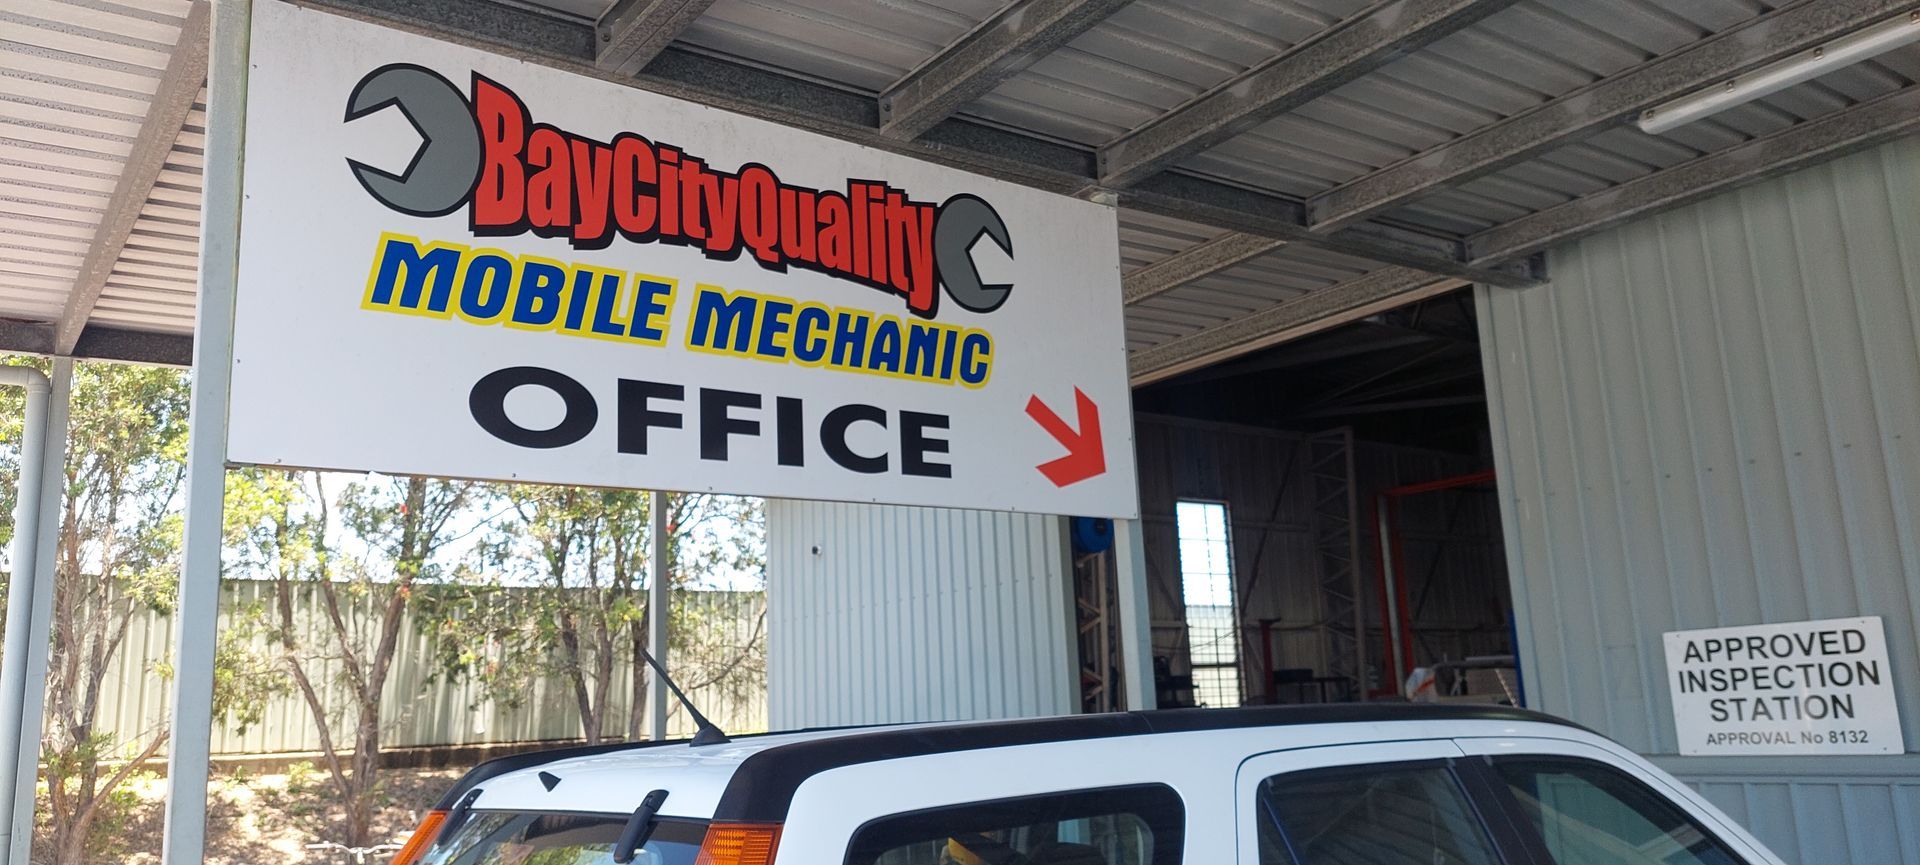 BayCityQuality
MOBILE MECHANIC
OFFICE
APPROVED
INSPECTION
STATION
APPROVAL No 8132